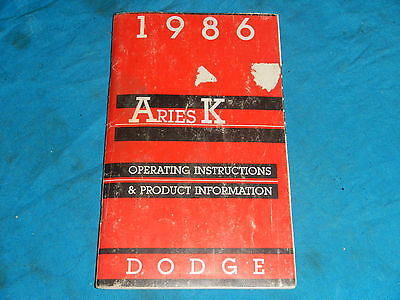 1986
ARIES K
OPERATING INSTRUCTIONS
& PRODUCT INFORMATION
DODGE